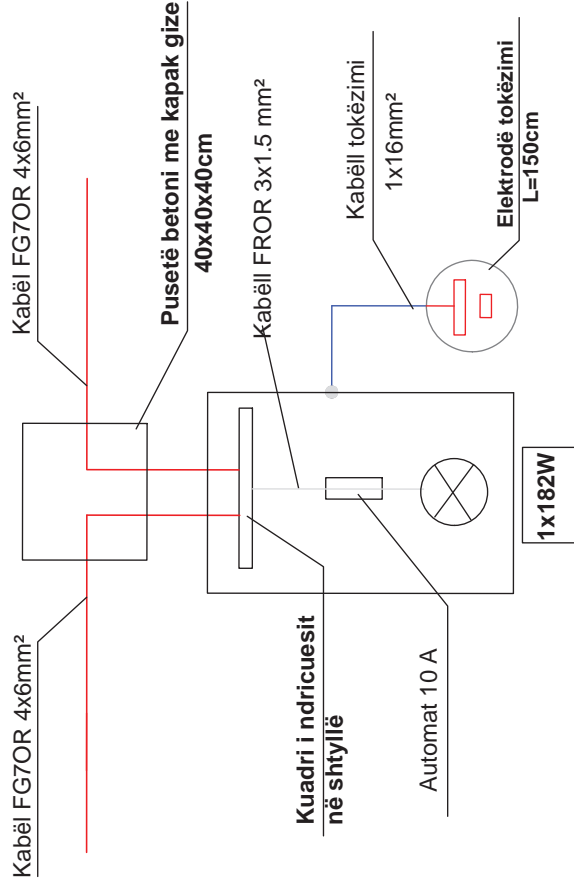 Kabël FG7OR 4x6mm²
Kabël FG7OR 4x6mm²
Pusetë betoni me kapak gize
40x40x40cm
Kabëll FROR 3x1.5 mm²
Kabëll tokëzimi
1x16mm²
Elektrodë tokëzimi
L=150cm
Kuadri i ndricuesit
në shtyllë
Automat 10 A
1x182W